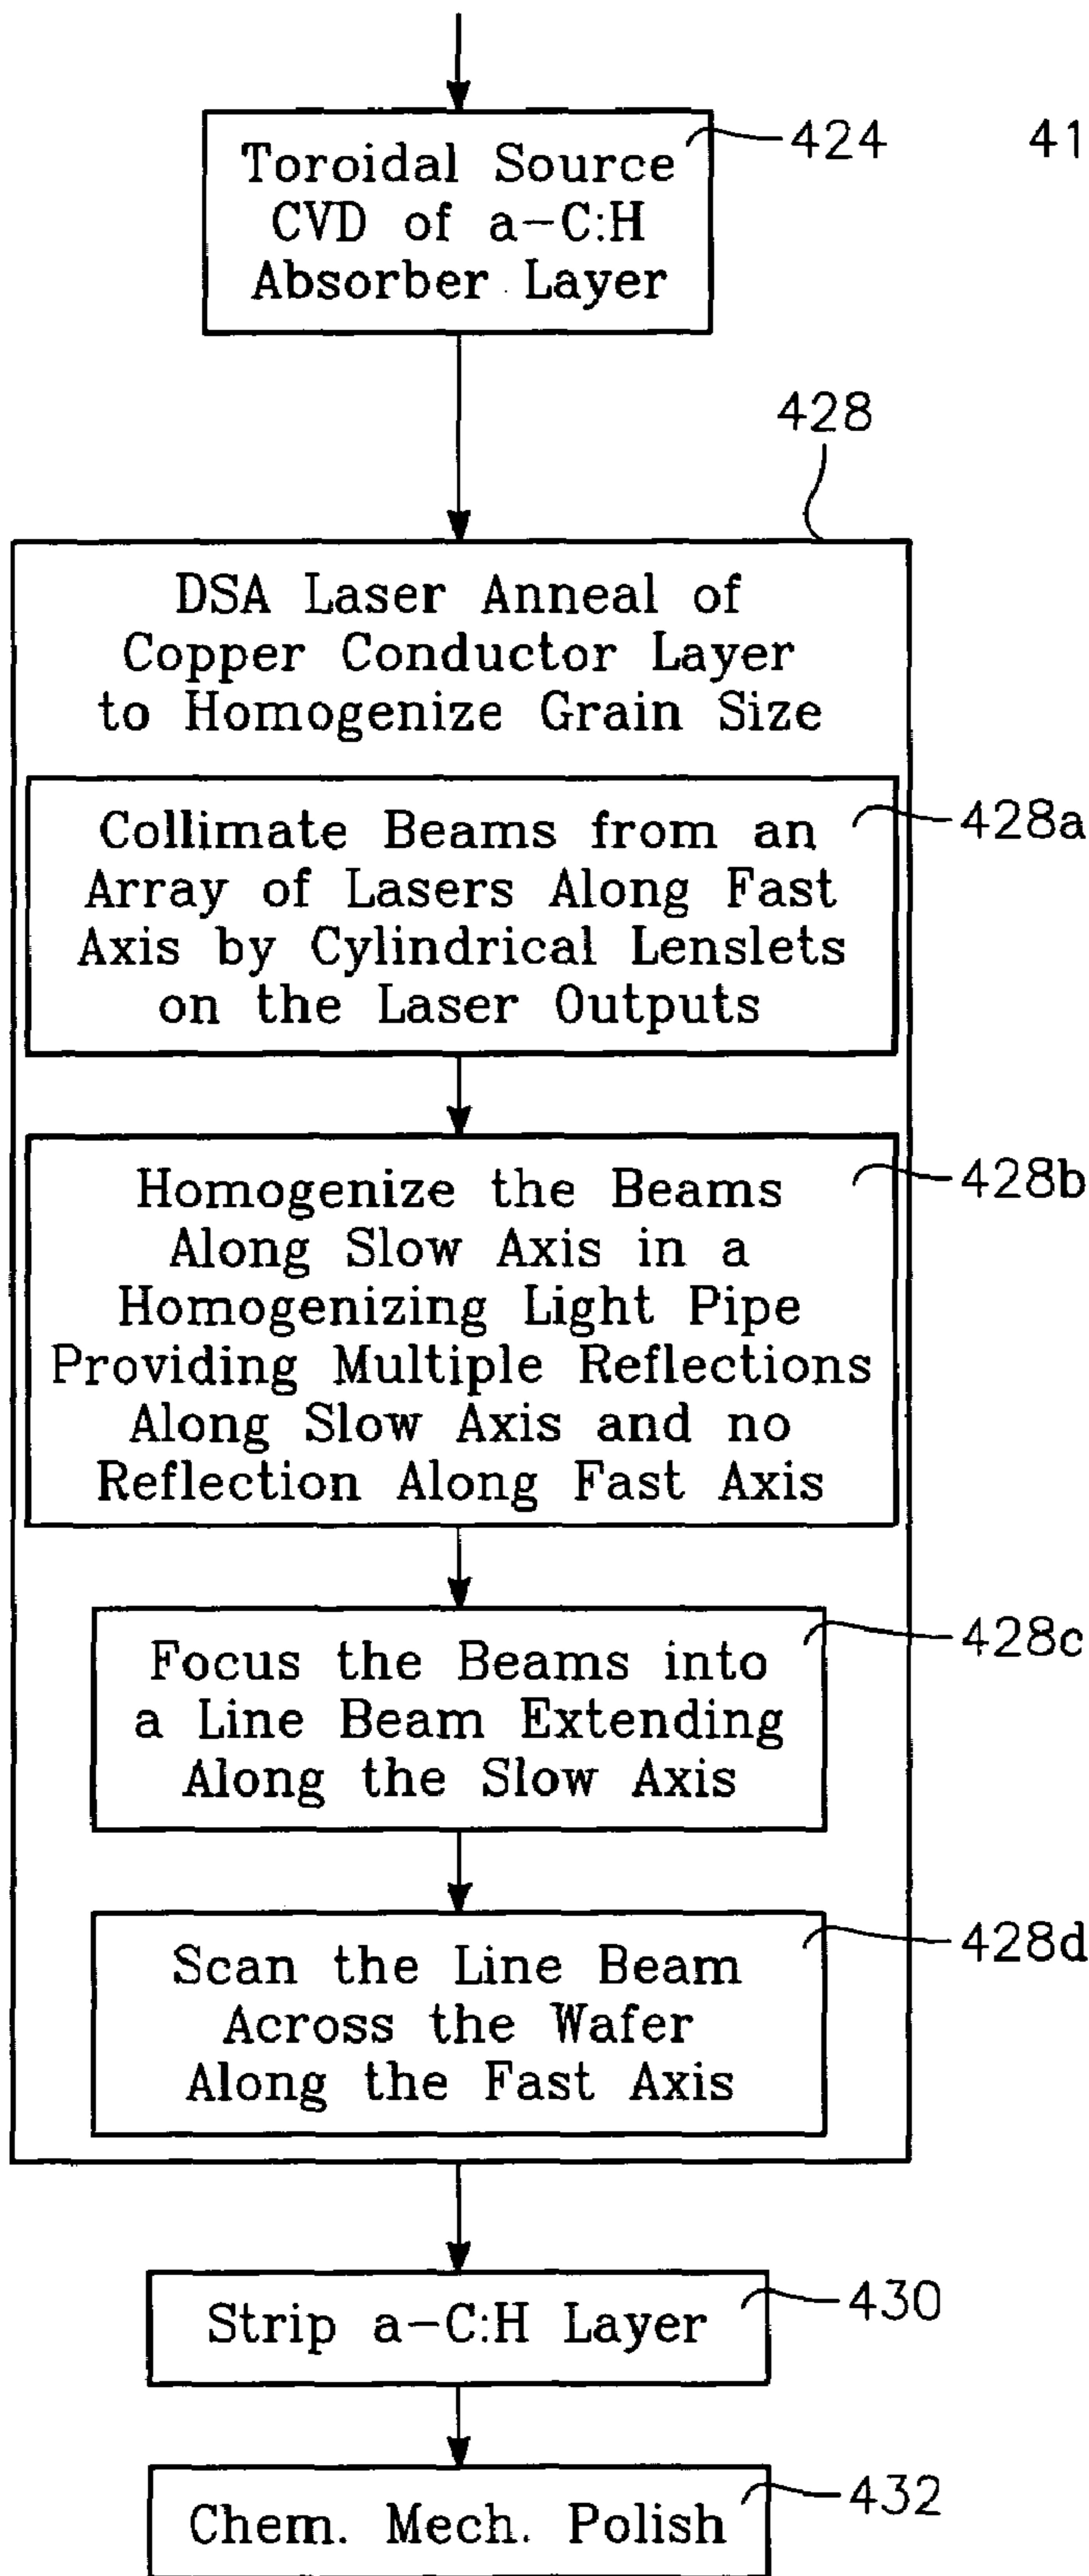 Toroidal Source
CVD of a-C:H
Absorber Layer
424
41
428
DSA Laser Anneal of
Copper Conductor Layer
to Homogenize Grain Size
Collimate Beams from an
Array of Lasers Along Fast
Axis by Cylindrical Lenslets
on the Laser Outputs
428a
Homogenize the Beams
Along Slow Axis in a
Homogenizing Light Pipe
Providing Multiple Reflections
Along Slow Axis and no
Reflection Along Fast Axis
428b
Focus the Beams into
a Line Beam Extending
Along the Slow Axis
428c
Scan the Line Beam
Across the Wafer
Along the Fast Axis
428d
Strip a-C:H Layer
430
Chem. Mech. Polish
432